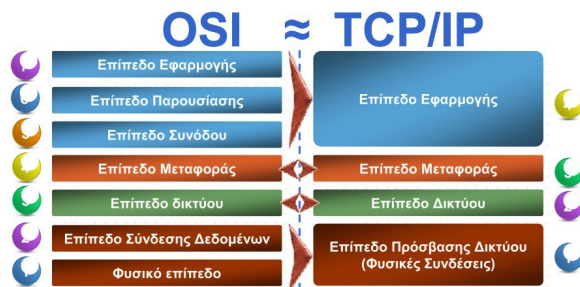 OSI ≈ TCP/IP
Επίπεδο Εφαρμογής
Επίπεδο Παρουσίασης
Επίπεδο Συνόδου
Επίπεδο Μεταφοράς
Επίπεδο δικτύου
Επίπεδο Σύνδεσης Δεδομένων
Φυσικό επίπεδο
Επίπεδο Εφαρμογής
Επίπεδο Μεταφοράς
Επίπεδο Δικτύου
Επίπεδο Πρόσβασης Δικτύου
(Φυσικές Συνδέσεις)